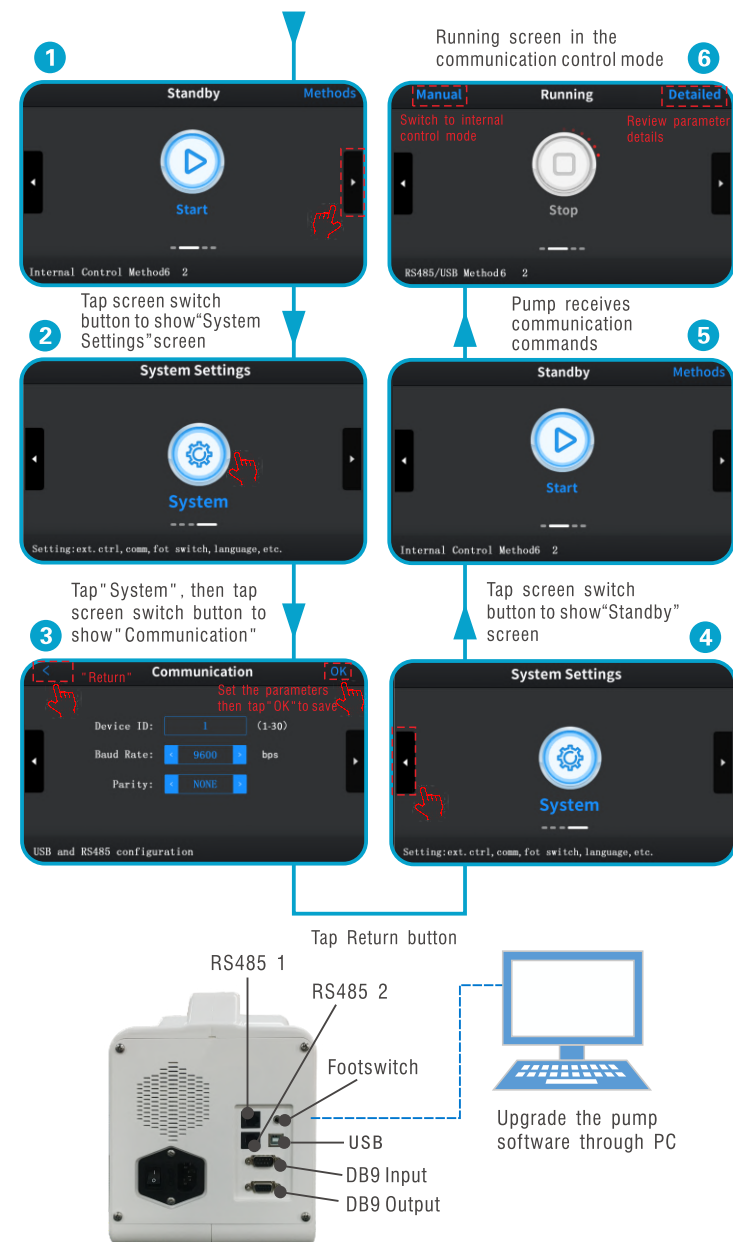 1
Standby
Methods
Start
Internal Control Method6 2
Tap screen switch
button to show“System
Settings”screen
2
System Settings
System
Setting:ext.ctrl,comm,fot switch,language,etc.
Tap"System", then tap
screen switch button to
show"Communication"
3
<
"Return"
Communication
OK
Set the parameters
then tap"OK"to save
Device ID:
1
(1-30)
Baud Rate:
<
9600
>
bps
Parity:
<
NONE
>
USB and RS485 configuration
Tap Return button
4
System Settings
System
Setting:ext.ctrl,comm,fot switch,language,etc.
Tap screen switch
button to show“Standby”
screen
5
Standby
Methods
Start
Internal Control Method6 2
Pump receives
communication
commands
Running screen in the
communication control mode
6
Manual
Running
Detailed
Switch to internal
control mode
Review parameter
details
Stop
RS485/USB Method6 2
RS485 1
RS485 2
Footswitch
USB
DB9 Input
DB9 Output
Upgrade the pump
software through PC